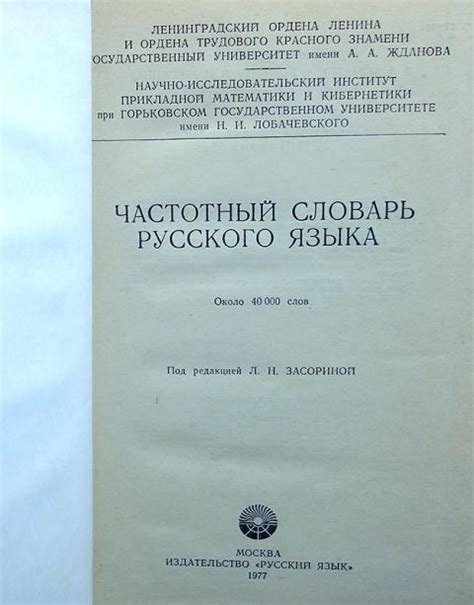 ЛЕНИНГРАДСКИЙ ОРДЕНА ЛЕНИНА
И ОРДЕНА ТРУДОВОГО КРАСНОГО ЗНАМЕНИ
ОСУДАРСТВЕННЫЙ УНИВЕРСИТЕТ имени А. А. ЖДАНОВА
НАУЧНО-ИССЛЕДОВАТЕЛЬСКИЙ ИНСТИТУТ
ПРИКЛАДНОЙ МАТЕМАТИКИ И КИБЕРНЕТИКИ
при ГОРЬКОВСКОМ ГОСУДАРСТВЕННОМ УНИВЕРСИТЕТЕ
имени Н. И. ЛОБАЧЕВСКОГО
ЧАСТОТНЫЙ СЛОВАРЬ
РУССКОГО ЯЗЫКА
Около 40 000 слов
Под редакцией Л. Н. ЗАСОРИНОЙ
МОСКВА
ИЗДАТЕЛЬСТВО «РУССКИЙ ЯЗЫК»
1977